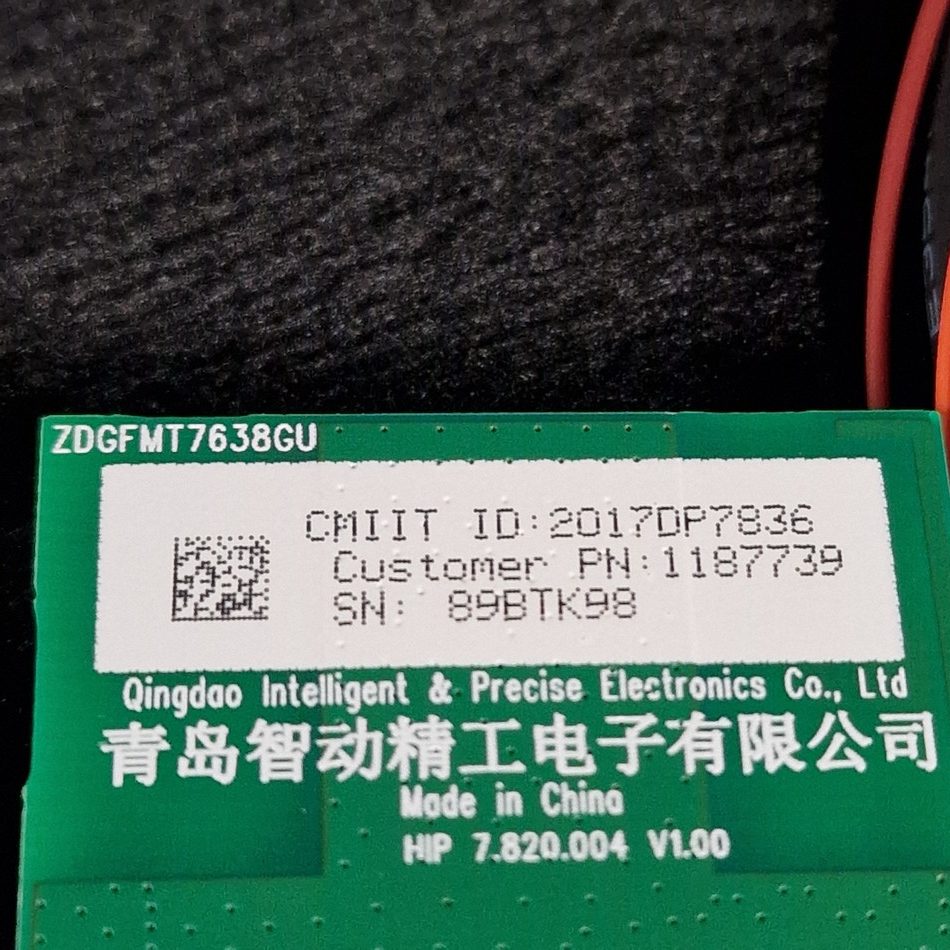 ZDGFMT7638GU
CMIIT ID:2017DP7836
Customer PN:1187739
SN: 89BTK98
Qingdao Intelligent & Precise Electronics Co., Ltd
青岛智动精工电子有限公司
Made in China
HIP 7.820.004 V1.00